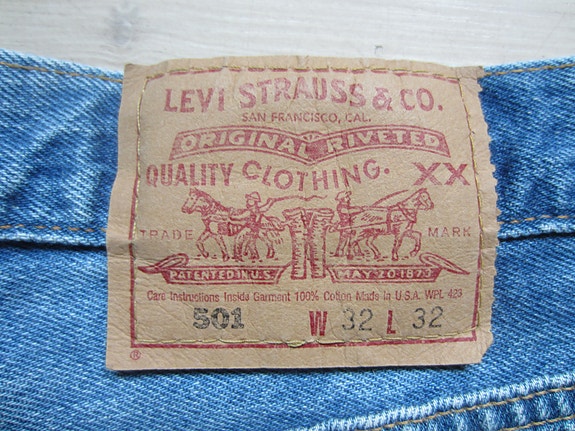 LEVI STRAUSS & CO.
SAN FRANCISCO, CAL.
ORIGINAL RIVETED
QUALITY CLOTHING. XX
TRADE MARK
PATENTED IN U.S. MAY 20 1873
Care Instructions Inside Garment 100% Cotton Made in U.S.A. WPL 423
501 W 32 L 32
®